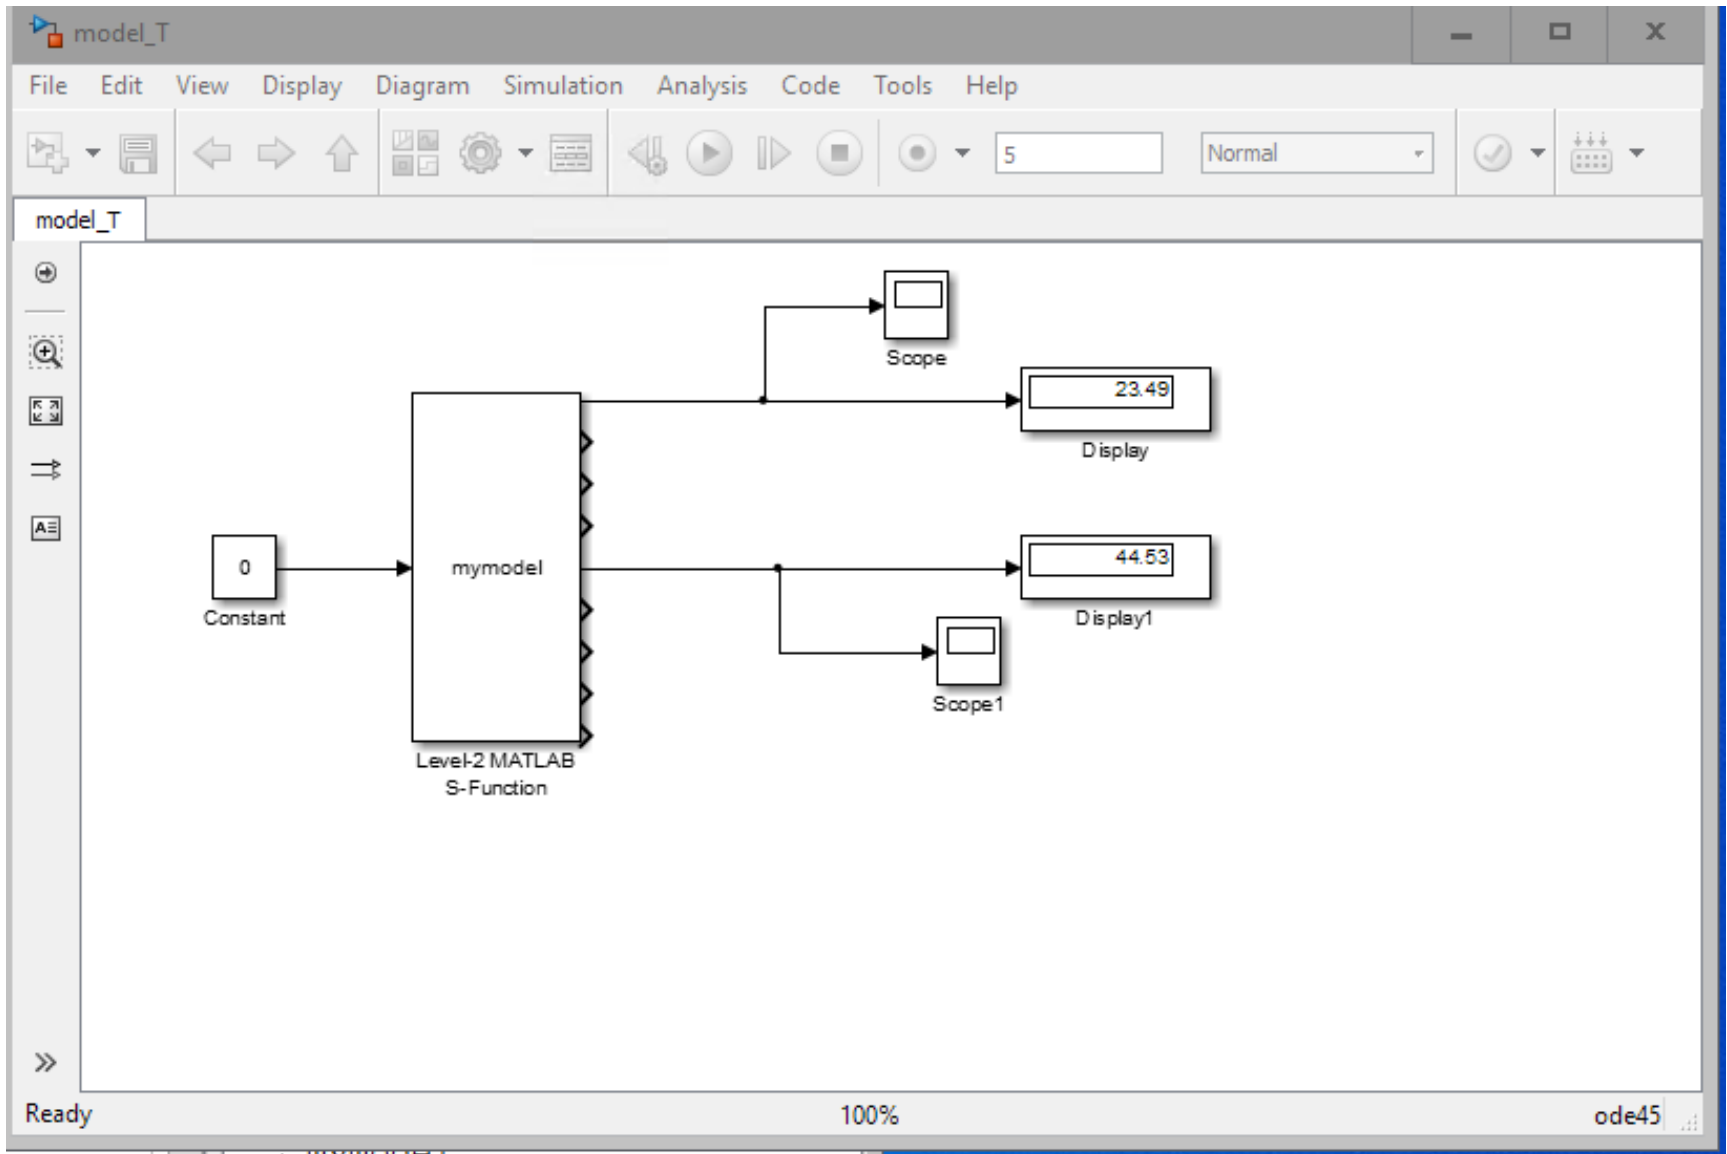 model_T
File Edit View Display Diagram Simulation Analysis Code Tools Help
5 Normal
model_T
Scope
23.49
Display
0
Constant
mymodel
44.53
Display1
Scope1
Level-2 MATLAB
S-Function
Ready 100% ode45